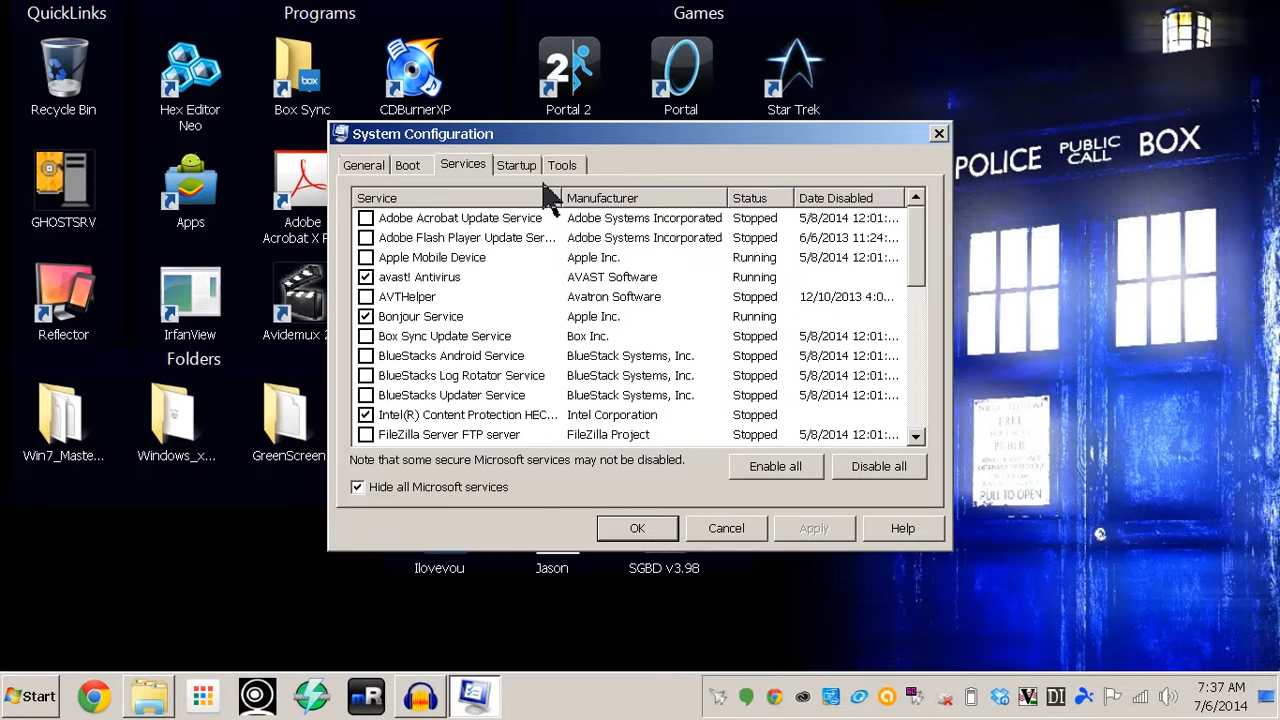 QuickLinks
Programs
Games
Recycle Bin
Hex Editor
Neo
Box Sync
CDBurnerXP
Portal 2
Portal
Star Trek
box
2
GHOSTSRV
Apps
Adobe
Acrobat X P
Reflector
IrfanView
Avidemux 2
Folders
Win7_Maste...
Windows_x...
GreenScreen
Ilovevou
Jason
SGBD v3.98
System Configuration
General
Boot
Services
Startup
Tools
Service Manufacturer Status Date Disabled
Adobe Acrobat Update Service Adobe Systems Incorporated Stopped 5/8/2014 12:01:...
Adobe Flash Player Update Ser... Adobe Systems Incorporated Stopped 6/6/2013 11:24:...
Apple Mobile Device Apple Inc. Running 5/8/2014 12:01:...
avast! Antivirus AVAST Software Running
AVTHelper Avatron Software Stopped 12/10/2013 4:0...
Bonjour Service Apple Inc. Running
Box Sync Update Service Box Inc. Stopped 5/8/2014 12:01:...
BlueStacks Android Service BlueStack Systems, Inc. Stopped 5/8/2014 12:01:...
BlueStacks Log Rotator Service BlueStack Systems, Inc. Stopped 5/8/2014 12:01:...
BlueStacks Updater Service BlueStack Systems, Inc. Stopped 5/8/2014 12:01:...
Intel(R) Content Protection HEC... Intel Corporation Stopped
FileZilla Server FTP server FileZilla Project Stopped 5/8/2014 12:01:...
Note that some secure Microsoft services may not be disabled.
Enable all
Disable all
Hide all Microsoft services
OK
Cancel
Apply
Help
POLICE PUBLIC CALL BOX
FREE
PULL TO OPEN
Start
mR
DI
7:37 AM
7/6/2014